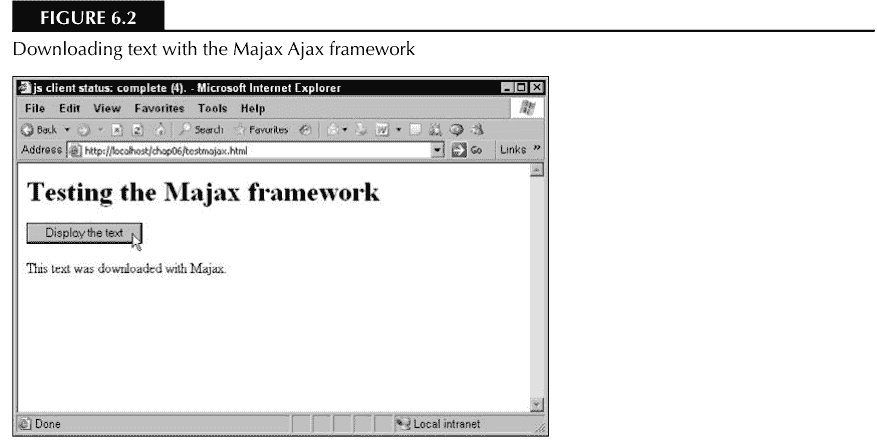 FIGURE 6.2
Downloading text with the Majax Ajax framework
js client status: complete (4). - Microsoft Internet Explorer
File Edit View Favorites Tools Help
Back Search Favorites
Address http://localhost/chap06/testmajax.html Go Links »
Testing the Majax framework
Display the text
This text was downloaded with Majax.
Done Local intranet